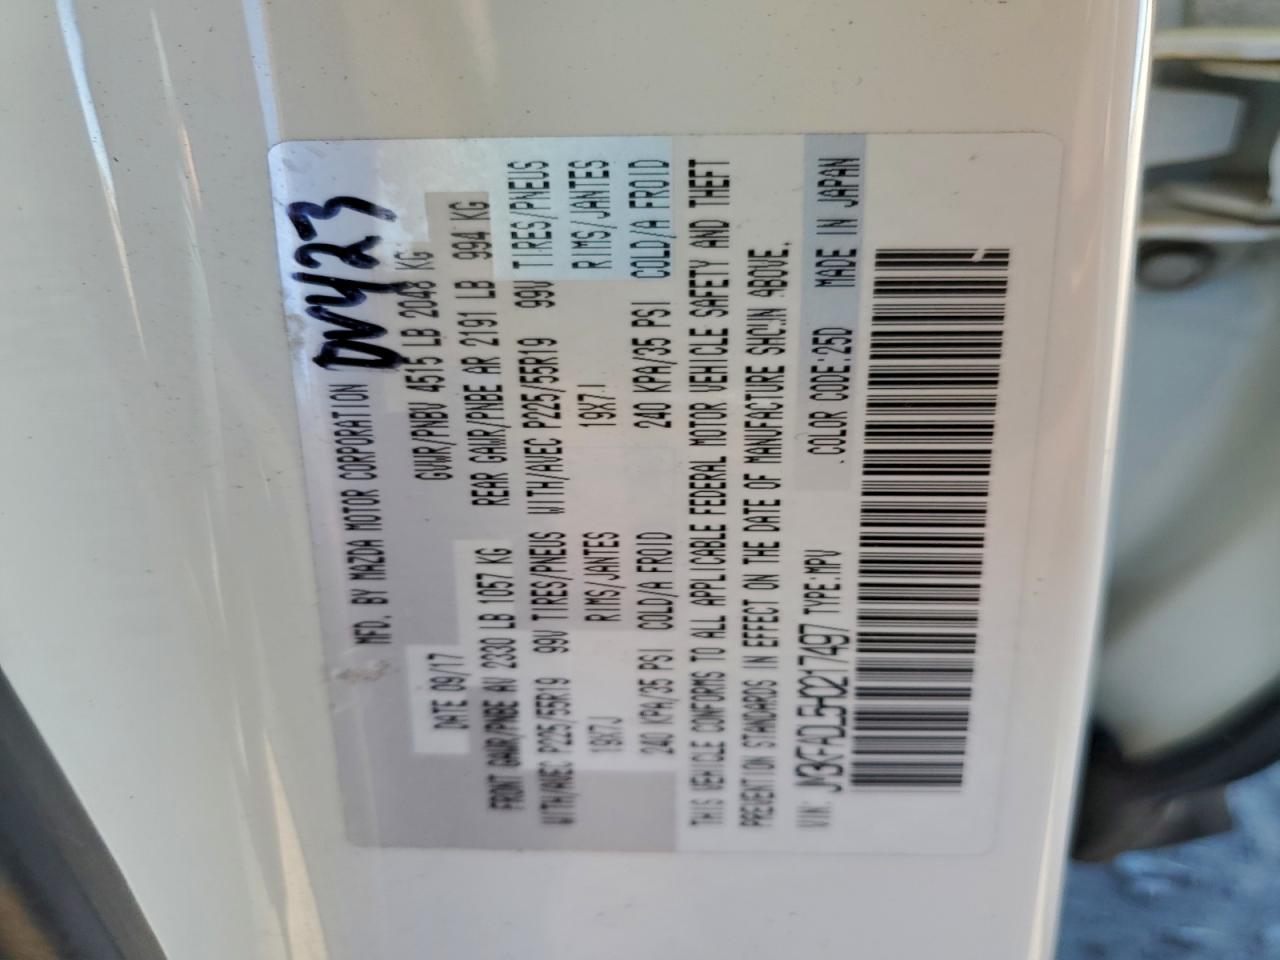 MFD. BY MAZDA MOTOR CORPORATION
DATE 09/17 GVWR/PNBV 4515 LB 2048 KG
FRONT GAWR/PNBE AV 2330 LB 1057 KG REAR GAWR/PNBE AR 2191 LB 994 KG
WITH/AVEC P225/55R19 99V TIRES/PNEUS WITH/AVEC P225/55R19 99V TIRES/PNEUS
19X7J RIMS/JANTES 19X7J RIMS/JANTES
240 KPA/35 PSI COLD/A FROID 240 KPA/35 PSI COLD/A FROID
THIS VEHICLE CONFORMS TO ALL APPLICABLE FEDERAL MOTOR VEHICLE SAFETY AND THEFT
PREVENTION STANDARDS IN EFFECT ON THE DATE OF MANUFACTURE SHOWN ABOVE.
VIN: JM3KFADL5H0217497 TYPE:MPV COLOR CODE:25D MADE IN JAPAN